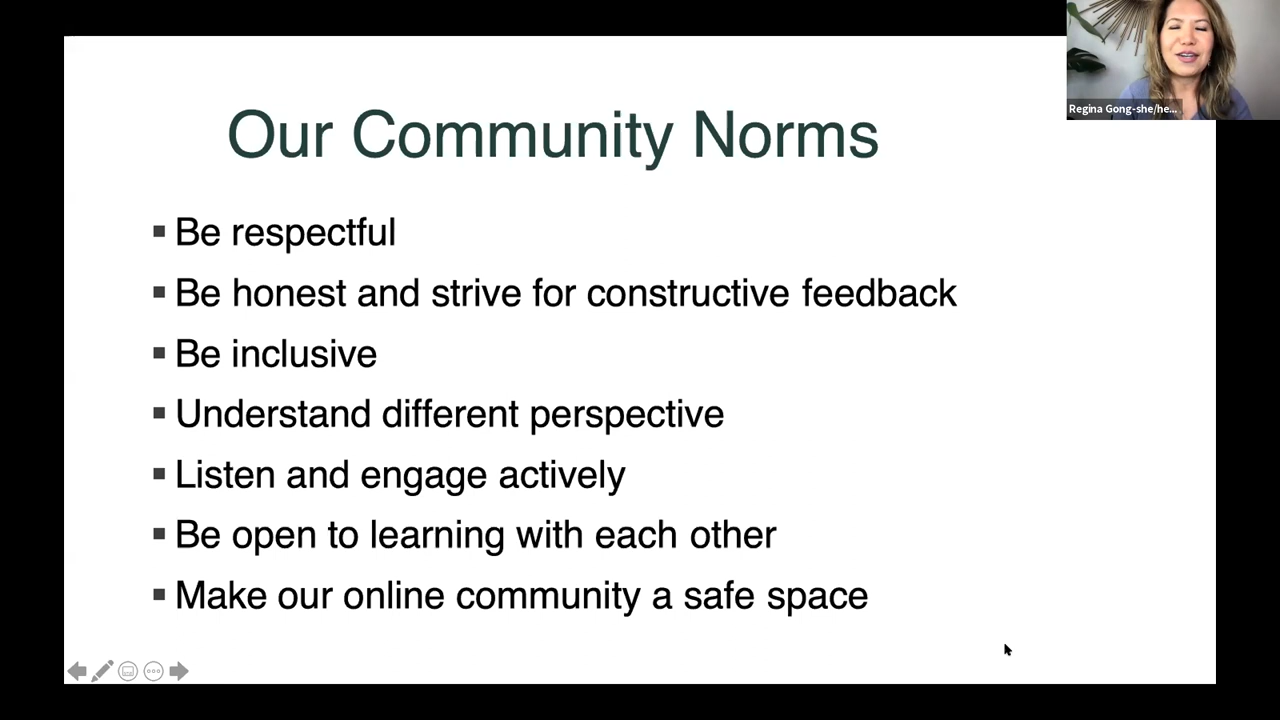 Regina Gong-she/he...
Our Community Norms
▪ Be respectful
▪ Be honest and strive for constructive feedback
▪ Be inclusive
▪ Understand different perspective
▪ Listen and engage actively
▪ Be open to learning with each other
▪ Make our online community a safe space